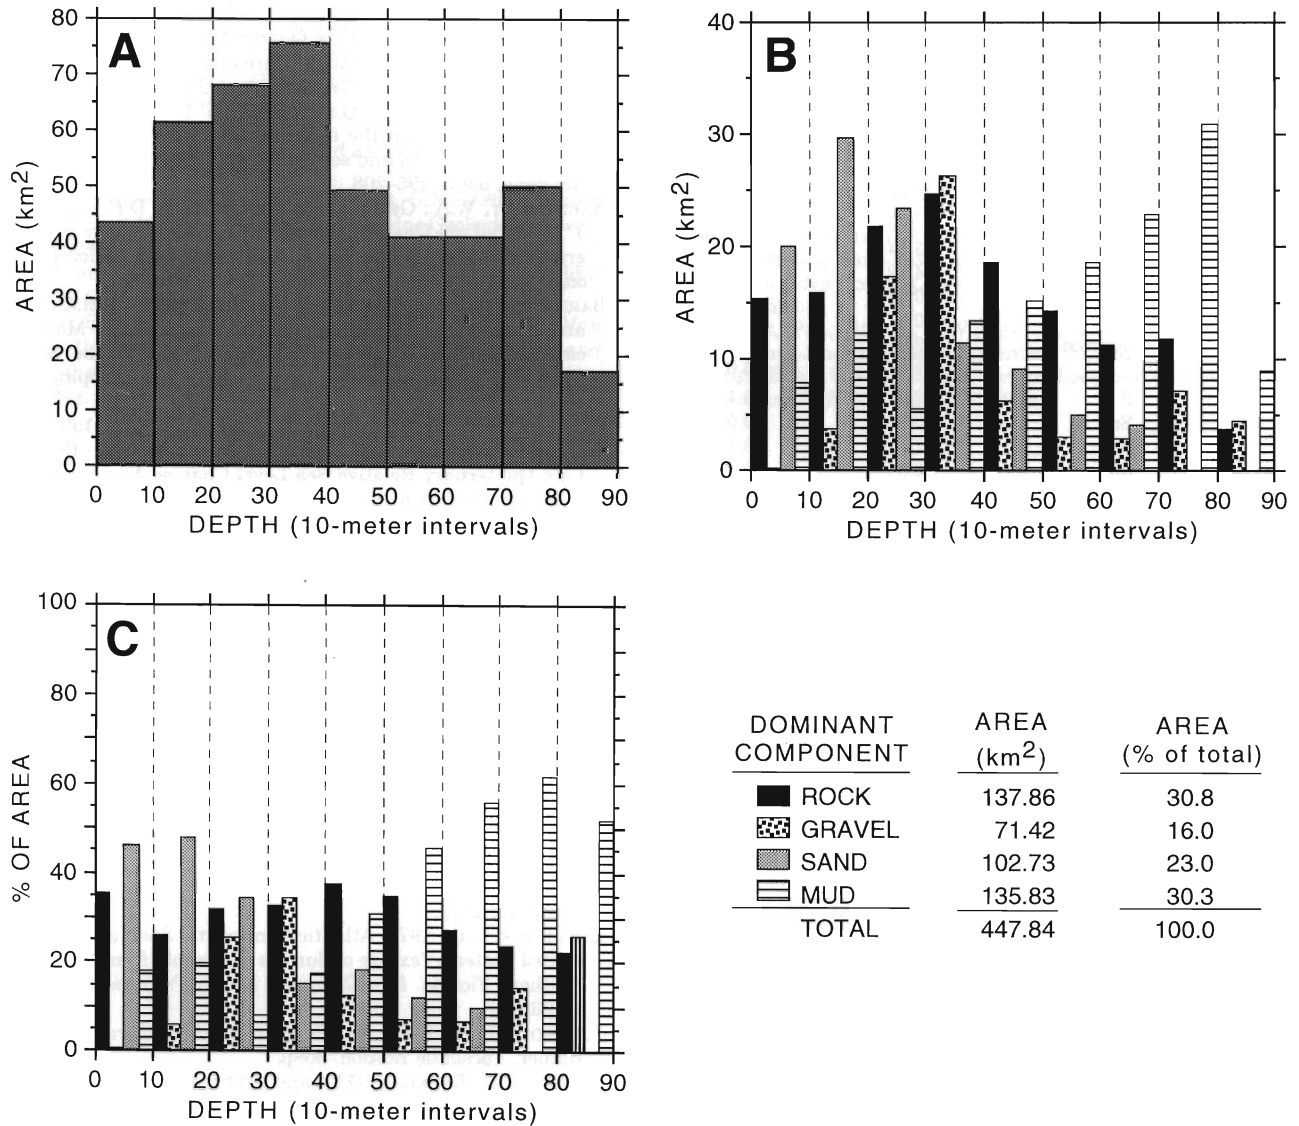 A
80
70
60
50
40
30
20
10
0
AREA (km2)
0 10 20 30 40 50 60 70 80 90
DEPTH (10-meter intervals)
B
40
30
20
10
0
AREA (km2)
0 10 20 30 40 50 60 70 80 90
DEPTH (10-meter intervals)
C
100
80
60
40
20
0
% OF AREA
0 10 20 30 40 50 60 70 80 90
DEPTH (10-meter intervals)
DOMINANT COMPONENT AREA (km2) AREA (% of total)
ROCK 137.86 30.8
GRAVEL 71.42 16.0
SAND 102.73 23.0
MUD 135.83 30.3
TOTAL 447.84 100.0